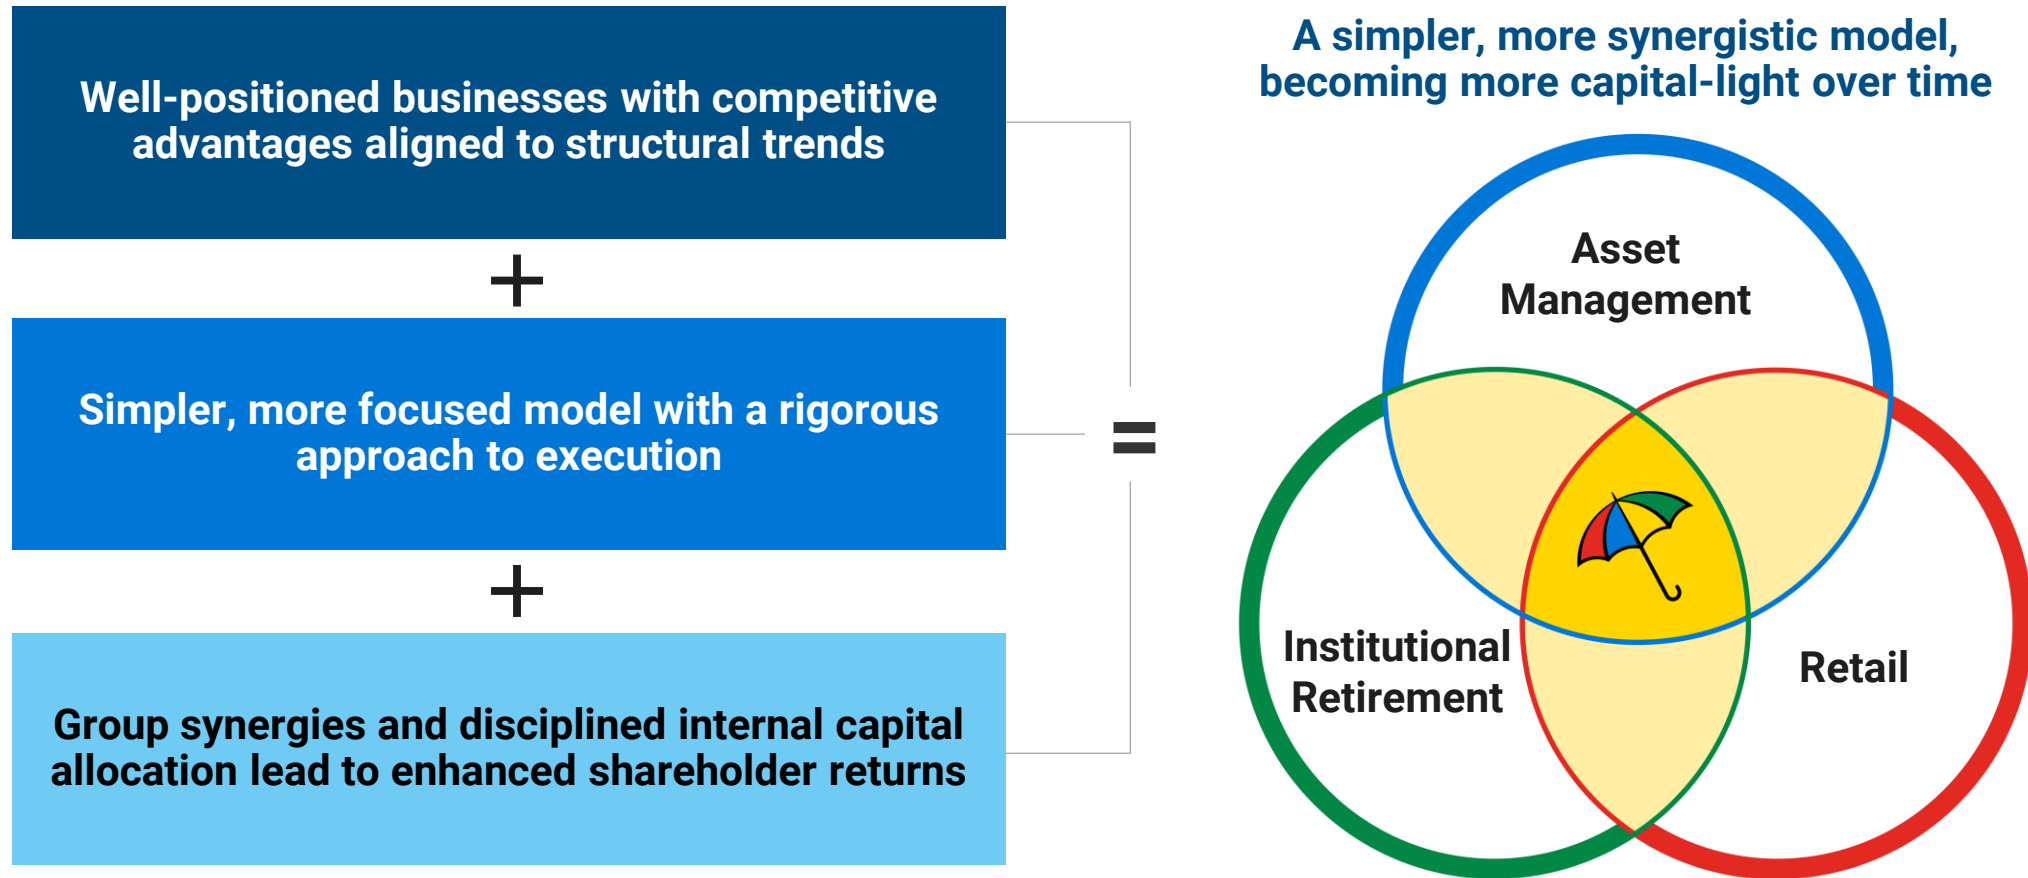 Well-positioned businesses with competitive
advantages aligned to structural trends
+
Simpler, more focused model with a rigorous
approach to execution
+
Group synergies and disciplined internal capital
allocation lead to enhanced shareholder returns
=
A simpler, more synergistic model,
becoming more capital-light over time
Asset
Management
Institutional
Retirement
Retail